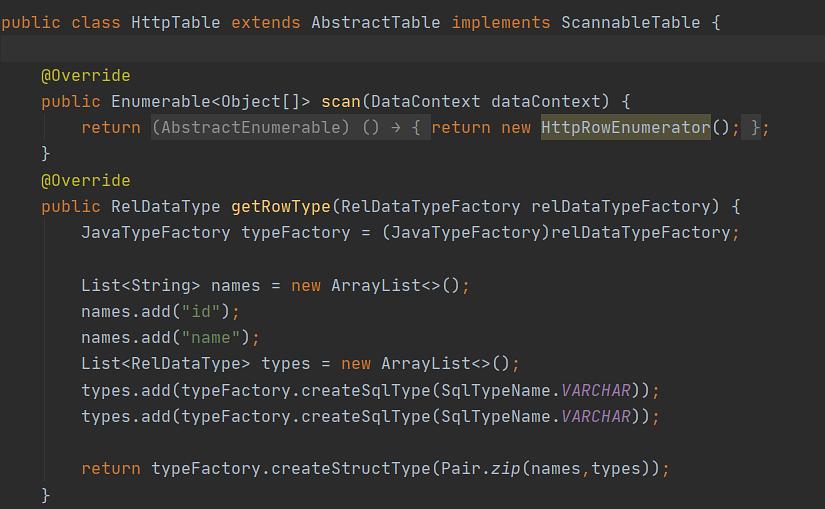 public class HttpTable extends AbstractTable implements ScannableTable {
@Override
public Enumerable<Object[]> scan(DataContext dataContext) {
return (AbstractEnumerable) () → { return new HttpRowEnumerator(); };
}
@Override
public RelDataType getRowType(RelDataTypeFactory relDataTypeFactory) {
JavaTypeFactory typeFactory = (JavaTypeFactory)relDataTypeFactory;
List<String> names = new ArrayList<>();
names.add("id");
names.add("name");
List<RelDataType> types = new ArrayList<>();
types.add(typeFactory.createSqlType(SqlTypeName.VARCHAR));
types.add(typeFactory.createSqlType(SqlTypeName.VARCHAR));
return typeFactory.createStructType(Pair.zip(names,types));
}